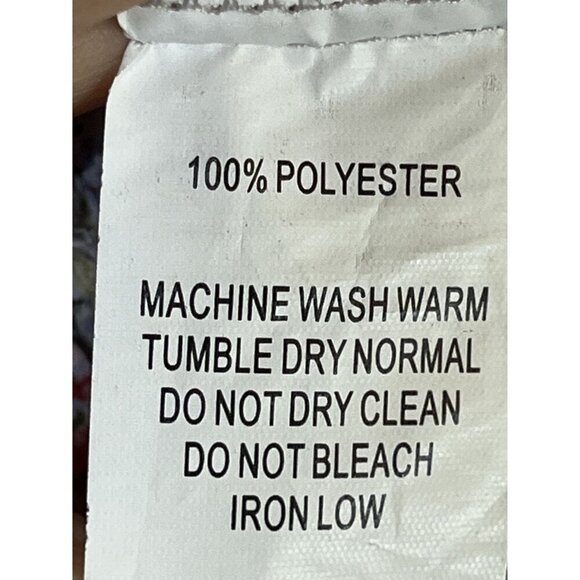 100% POLYESTER
MACHINE WASH WARM
TUMBLE DRY NORMAL
DO NOT DRY CLEAN
DO NOT BLEACH
IRON LOW